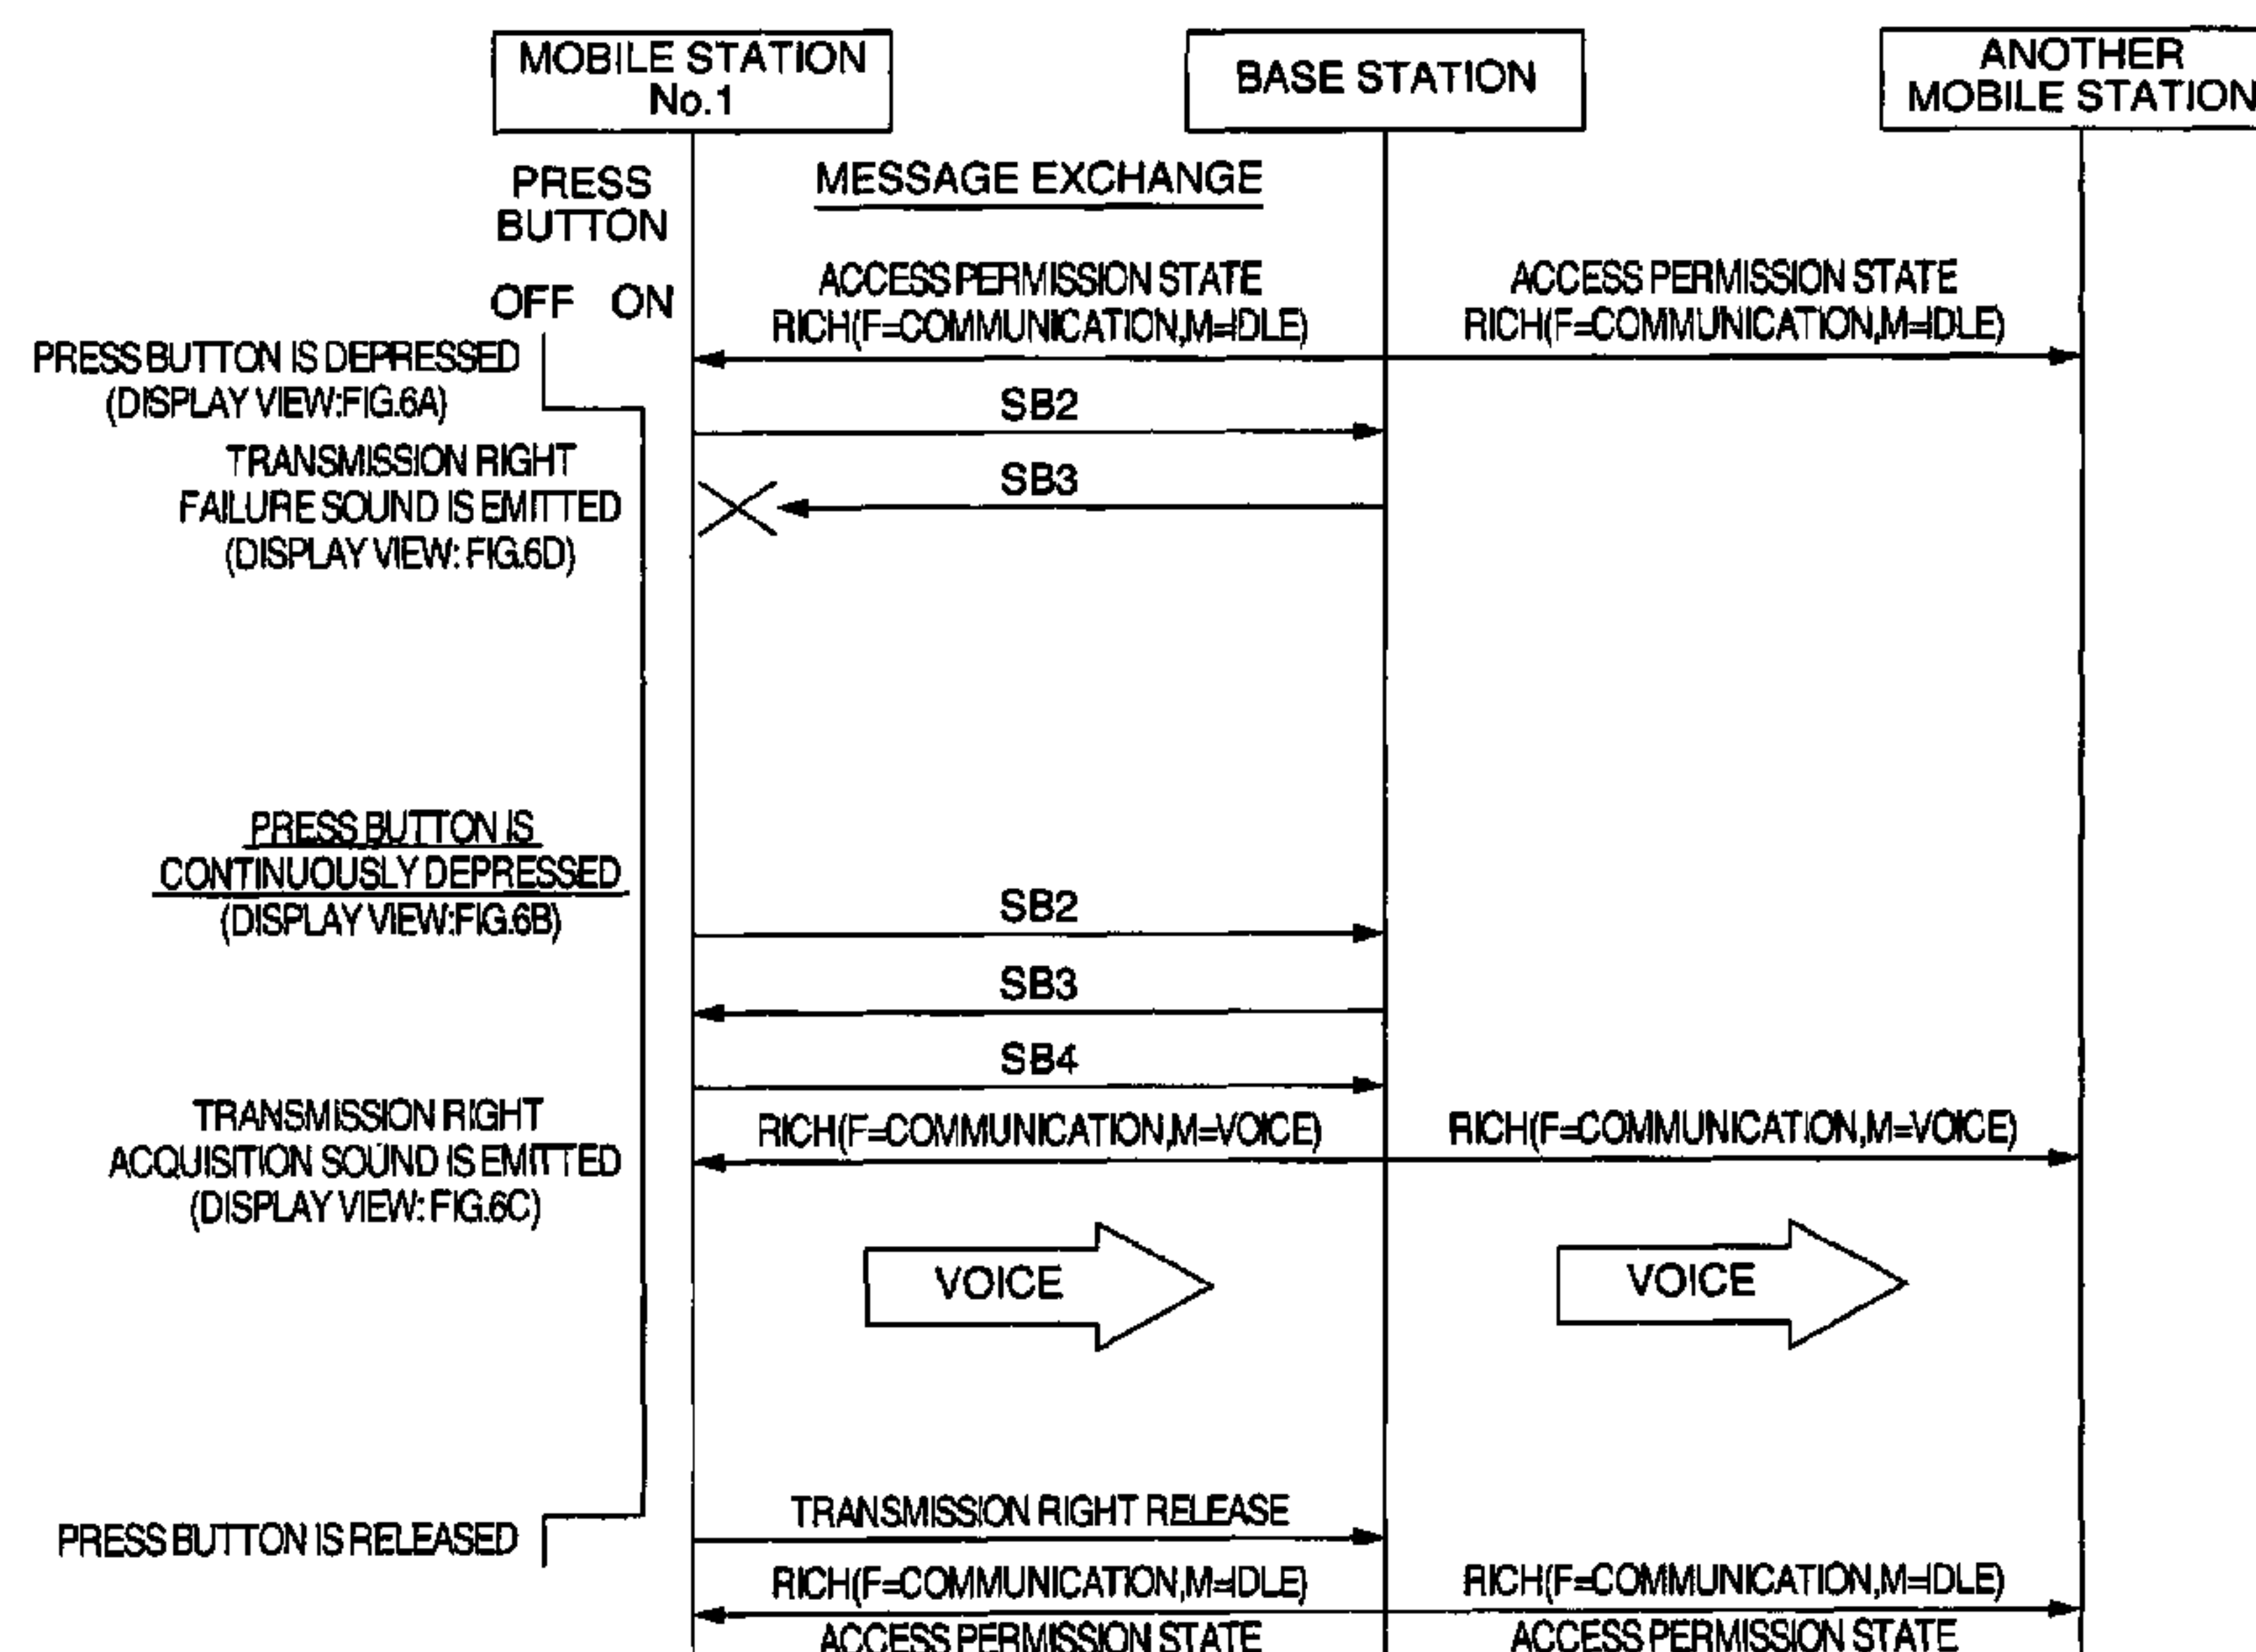 MOBILE STATION
No.1
BASE STATION
ANOTHER
MOBILE STATION
PRESS
BUTTON
MESSAGE EXCHANGE
OFF ON
ACCESS PERMISSION STATE
RICH(F=COMMUNICATION,M=IDLE)
ACCESS PERMISSION STATE
RICH(F=COMMUNICATION,M=IDLE)
PRESS BUTTON IS DEPRESSED
(DISPLAY VIEW:FIG.6A)
SB2
TRANSMISSION RIGHT
FAILURE SOUND IS EMITTED
(DISPLAY VIEW: FIG.6D)
SB3
PRESS BUTTON IS
CONTINUOUSLY DEPRESSED
(DISPLAY VIEW:FIG.6B)
SB2
SB3
SB4
TRANSMISSION RIGHT
ACQUISITION SOUND IS EMITTED
(DISPLAY VIEW: FIG.6C)
RICH(F=COMMUNICATION,M=VOICE)
RICH(F=COMMUNICATION,M=VOICE)
VOICE
VOICE
PRESS BUTTON IS RELEASED
TRANSMISSION RIGHT RELEASE
RICH(F=COMMUNICATION,M=IDLE)
RICH(F=COMMUNICATION,M=IDLE)
ACCESS PERMISSION STATE
ACCESS PERMISSION STATE